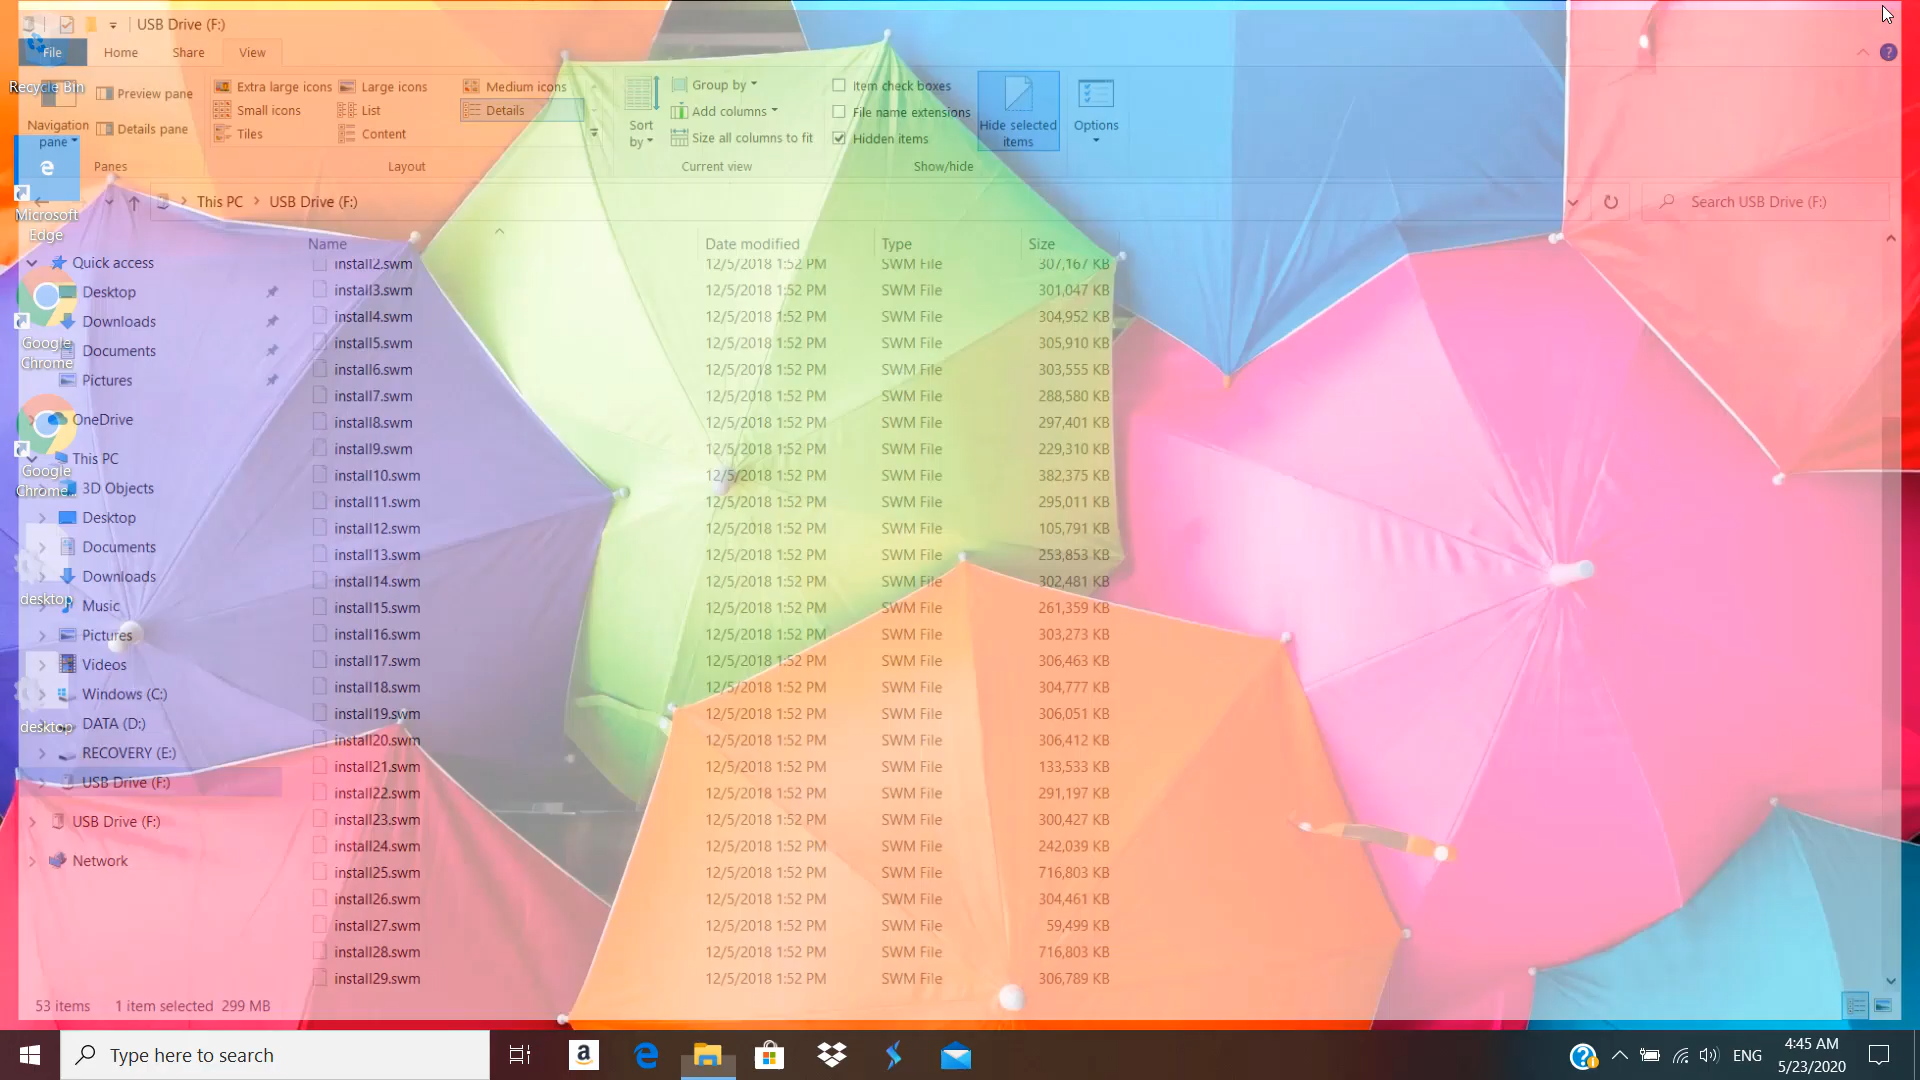 USB Drive (F:)
File
Home
Share
View
Recycle Bin
Preview pane
Details pane
Navigation
pane
Panes
Extra large icons
Large icons
Medium icons
Small icons
List
Details
Tiles
Content
Layout
Sort
by
Group by
Add columns
Size all columns to fit
Current view
Item check boxes
File name extensions
Hidden items
Hide selected
items
Show/hide
Options
This PC
USB Drive (F:)
Search USB Drive (F:)
Microsoft
Edge
Google
Chrome
Google
Chrome...
desktop
desktop
Quick access
Desktop
Downloads
Documents
Pictures
OneDrive
This PC
3D Objects
Desktop
Documents
Downloads
Music
Pictures
Videos
Windows (C:)
DATA (D:)
RECOVERY (E:)
USB Drive (F:)
USB Drive (F:)
Network
Name Date modified Type Size
install2.swm 12/5/2018 1:52 PM SWM File 307,167 KB
install3.swm 12/5/2018 1:52 PM SWM File 301,047 KB
install4.swm 12/5/2018 1:52 PM SWM File 304,952 KB
install5.swm 12/5/2018 1:52 PM SWM File 305,910 KB
install6.swm 12/5/2018 1:52 PM SWM File 303,555 KB
install7.swm 12/5/2018 1:52 PM SWM File 288,580 KB
install8.swm 12/5/2018 1:52 PM SWM File 297,401 KB
install9.swm 12/5/2018 1:52 PM SWM File 229,310 KB
install10.swm 12/5/2018 1:52 PM SWM File 382,375 KB
install11.swm 12/5/2018 1:52 PM SWM File 295,011 KB
install12.swm 12/5/2018 1:52 PM SWM File 105,791 KB
install13.swm 12/5/2018 1:52 PM SWM File 253,853 KB
install14.swm 12/5/2018 1:52 PM SWM File 302,481 KB
install15.swm 12/5/2018 1:52 PM SWM File 261,359 KB
install16.swm 12/5/2018 1:52 PM SWM File 303,273 KB
install17.swm 12/5/2018 1:52 PM SWM File 306,463 KB
install18.swm 12/5/2018 1:52 PM SWM File 304,777 KB
install19.swm 12/5/2018 1:52 PM SWM File 306,051 KB
install20.swm 12/5/2018 1:52 PM SWM File 306,412 KB
install21.swm 12/5/2018 1:52 PM SWM File 133,533 KB
install22.swm 12/5/2018 1:52 PM SWM File 291,197 KB
install23.swm 12/5/2018 1:52 PM SWM File 300,427 KB
install24.swm 12/5/2018 1:52 PM SWM File 242,039 KB
install25.swm 12/5/2018 1:52 PM SWM File 716,803 KB
install26.swm 12/5/2018 1:52 PM SWM File 304,461 KB
install27.swm 12/5/2018 1:52 PM SWM File 59,499 KB
install28.swm 12/5/2018 1:52 PM SWM File 716,803 KB
install29.swm 12/5/2018 1:52 PM SWM File 306,789 KB
53 items 1 item selected 299 MB
Type here to search
ENG
4:45 AM
5/23/2020